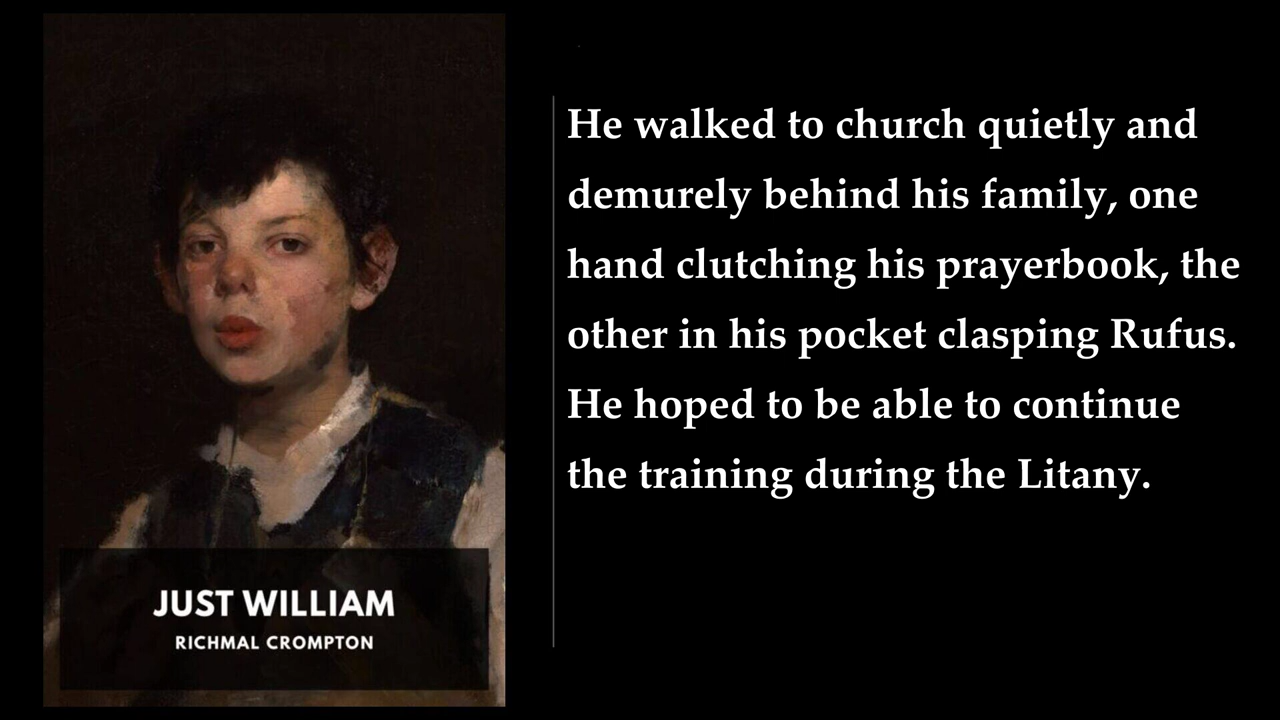 JUST WILLIAM
RICHMAL CROMPTON
He walked to church quietly and
demurely behind his family, one
hand clutching his prayerbook, the
other in his pocket clasping Rufus.
He hoped to be able to continue
the training during the Litany.